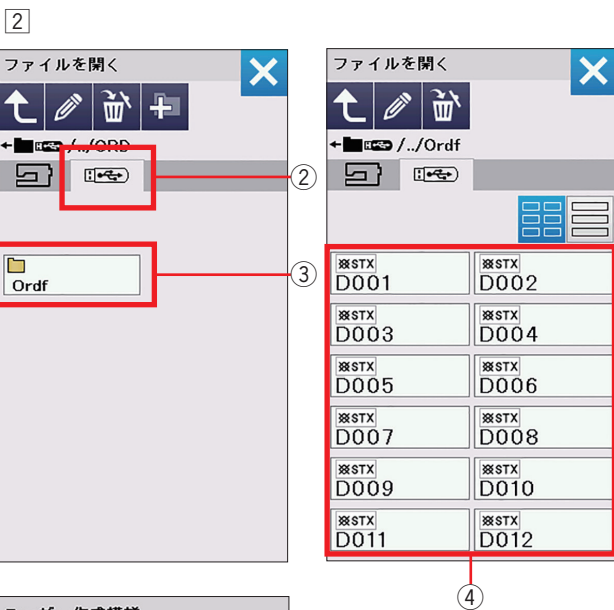 2
ファイルを開く
/../ORD
②
③
Ordf
ファイルを開く
/../Ordf
STX
D001
STX
D002
STX
D003
STX
D004
STX
D005
STX
D006
STX
D007
STX
D008
STX
D009
STX
D010
STX
D011
STX
D012
④